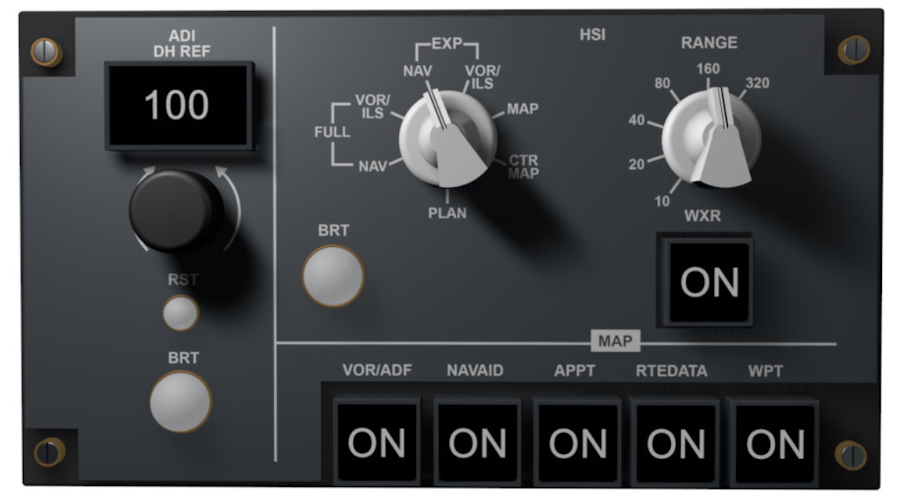 ADI
DH REF
100
RST
BRT
HSI
EXP
NAV
VOR/
ILS
VOR/
ILS
FULL
NAV
MAP
CTR
MAP
PLAN
BRT
RANGE
10
20
40
80
160
320
WXR
ON
MAP
VOR/ADF NAVAID APPT RTEDATA WPT
ON ON ON ON ON